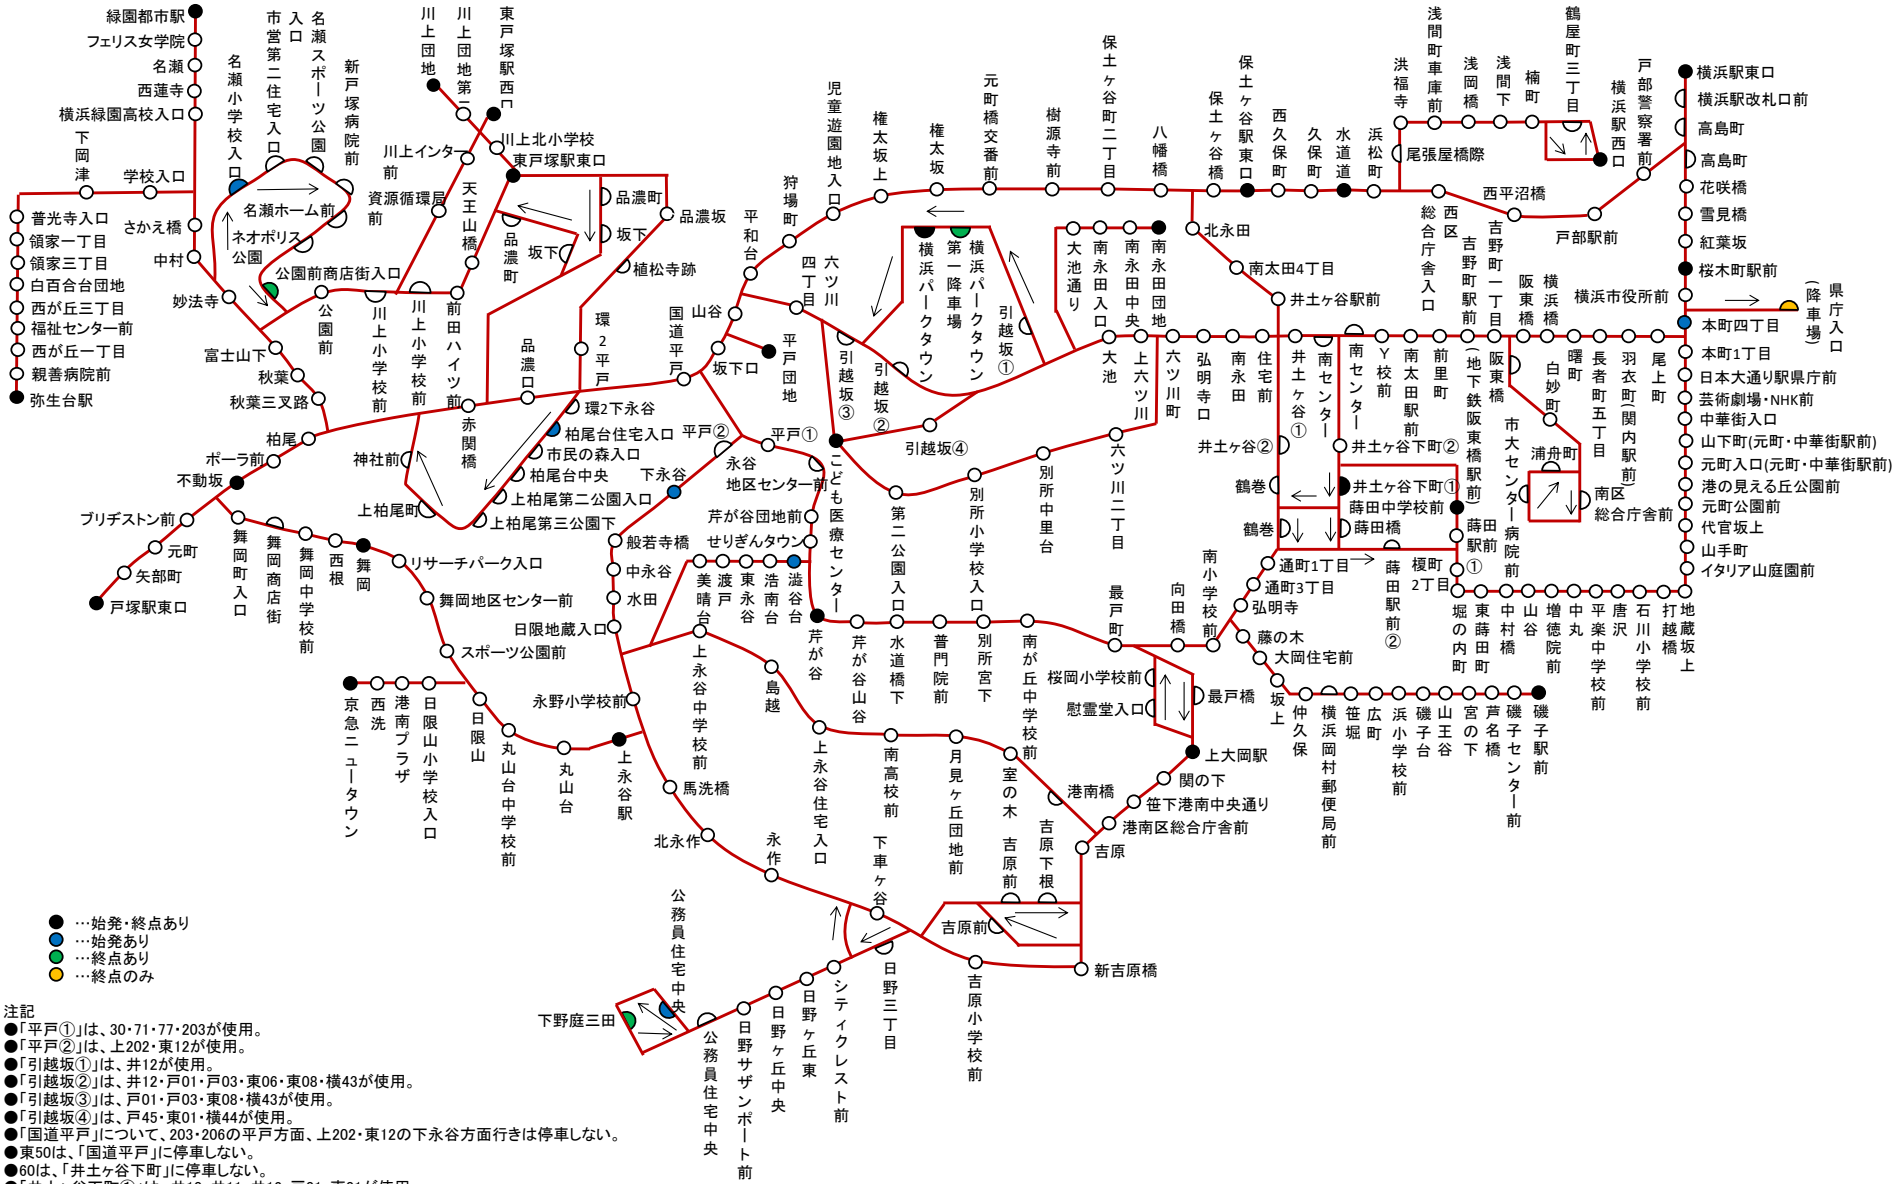 緑園都市駅
フェリス女学院
名瀬
西蓮寺
横浜緑園高校入口
下岡津
学校入口
普光寺入口
領家一丁目
領家三丁目
白百合台団地
西が丘三丁目
福祉センター前
西が丘一丁目
親善病院前
弥生台駅
さかえ橋
中村
妙法寺
富士山下
秋葉
秋葉三叉路
柏尾
ポーラ前
不動坂
ブリヂストン前
元町
矢部町
戸塚駅東口
名瀬小学校入口
市営第二住宅入口
名瀬スポーツ公園入口
新戸塚病院前
名瀬ホーム前
ネオポリス公園
公園前商店街入口
公園前
川上小学校前
川上小学校前
前田ハイツ前
天王山橋
資源循環局前
川上インター前
川上団地
川上団地第二
東戸塚駅西口
川上北小学校
東戸塚駅東口
品濃町
坂下
品濃町
坂下
品濃坂
植松寺跡
環2平戸
品濃口
赤関橋
神社前
上柏尾町
環2下永谷
柏尾台住宅入口
市民の森入口
柏尾台中央
上柏尾第二公園入口
上柏尾第三公園下
国道平戸
坂下口
山谷
平和台
狩場町
児童遊園地入口
権太坂上
権太坂
元町橋交番前
樹源寺前
保土ヶ谷町二丁目
八幡橋
保土ヶ谷橋
保土ヶ谷駅東口
西久保町
久保町
水道道
浜松町
尾張屋橋際
洪福寺
浅間町車庫前
浅岡橋
浅間下
楠町
鶴屋町三丁目
横浜駅西口
戸部警察署前
西区総合庁舎入口
西平沼橋
戸部駅前
横浜駅東口
横浜駅改札口前
高島町
高島町
花咲橋
雪見橋
紅葉坂
桜木町駅前
横浜市役所前
県庁入口(降車場)
本町四丁目
本町1丁目
日本大通り駅県庁前
芸術劇場・NHK前
中華街入口
山下町(元町・中華街駅前)
元町入口(元町・中華街駅前)
港の見える丘公園前
元町公園前
代官坂上
山手町
イタリア山庭園前
地蔵坂上
打越橋
石川小学校前
唐沢
平楽中学校前
中丸
増徳院前
山谷
中村橋
東蒔田町
堀の内町
平戸団地
六ツ川四丁目
引越坂③
引越坂②
引越坂①
引越坂④
横浜パークタウン
横浜パークタウン第一降車場
大池通り
南永田入口
南永田中央
南永田団地
大池
上六ツ川
六ツ川町
弘明寺口
南永田
住宅前
井土ヶ谷①
南センター
南センター
Y校前
南太田駅前
前里町
吉野町駅前
吉野町一丁目
阪東橋(地下鉄阪東橋駅前)
阪東橋
横浜橋
曙町
長者町五丁目
羽衣町(関内駅前)
尾上町
白妙町
浦舟町
市大センター病院前
南区総合庁舎前
北永田
南太田4丁目
井土ヶ谷駅前
井土ヶ谷②
鶴巻
鶴巻
井土ヶ谷下町②
井土ヶ谷下町①
蒔田中学校前
蒔田橋
蒔田駅前①
蒔田駅前②
榎町2丁目
通町1丁目
通町3丁目
弘明寺
藤の木
大岡住宅前
坂上
仲久保
横浜岡村郵便局前
笹堀
広町
浜小学校前
磯子台
山王谷
宮の下
芦名橋
磯子センター前
磯子駅前
平戸②
平戸①
永谷地区センター前
下永谷
芹が谷団地前
せりぎんタウン
こども医療センター
第二公園入口
別所小学校入口
別所中里台
六ツ川二丁目
般若寺橋
中永谷
水田
日限地蔵入口
美晴台
渡戸
東永谷
浩南台
澁谷台
芹が谷
芹が谷山谷
水道橋下
普門院前
別所宮下
南が丘中学校前
最戸町
向田橋
南小学校前
桜岡小学校前
慰霊堂入口
最戸橋
上大岡駅
関の下
笹下港南中央通り
港南区総合庁舎前
吉原
舞岡町入口
舞岡商店街
舞岡中学校前
西根
舞岡
リサーチパーク入口
舞岡地区センター前
スポーツ公園前
京急ニュータウン
西洗
港南プラザ
日限山小学校入口
日限山
丸山台中学校前
丸山台
上永谷駅
永野小学校前
上永谷中学校前
島越
上永谷住宅入口
南高校前
月見ヶ丘団地前
室の木
港南橋
馬洗橋
北永作
永作
下車ヶ谷
吉原前
吉原下根
吉原前
新吉原橋
吉原小学校前
日野三丁目
シティクレスト前
日野ヶ丘東
日野ヶ丘中央
日野サザンポート前
公務員住宅中央
公務員住宅中央
下野庭三田
…始発・終点あり
…始発あり
…終点あり
…終点のみ
注記
●「平戸①」は、30・71・77・203が使用。
●「平戸②」は、上202・東12が使用。
●「引越坂①」は、井12が使用。
●「引越坂②」は、井12・戸01・戸03・東06・東08・横43が使用。
●「引越坂③」は、戸01・戸03・東08・横43が使用。
●「引越坂④」は、戸45・東01・横44が使用。
●「国道平戸」について、203・206の平戸方面、上202・東12の下永谷方面行きは停車しない。
●東50は、「国道平戸」に停車しない。
●60は、「井土ヶ谷下町」に停車しない。